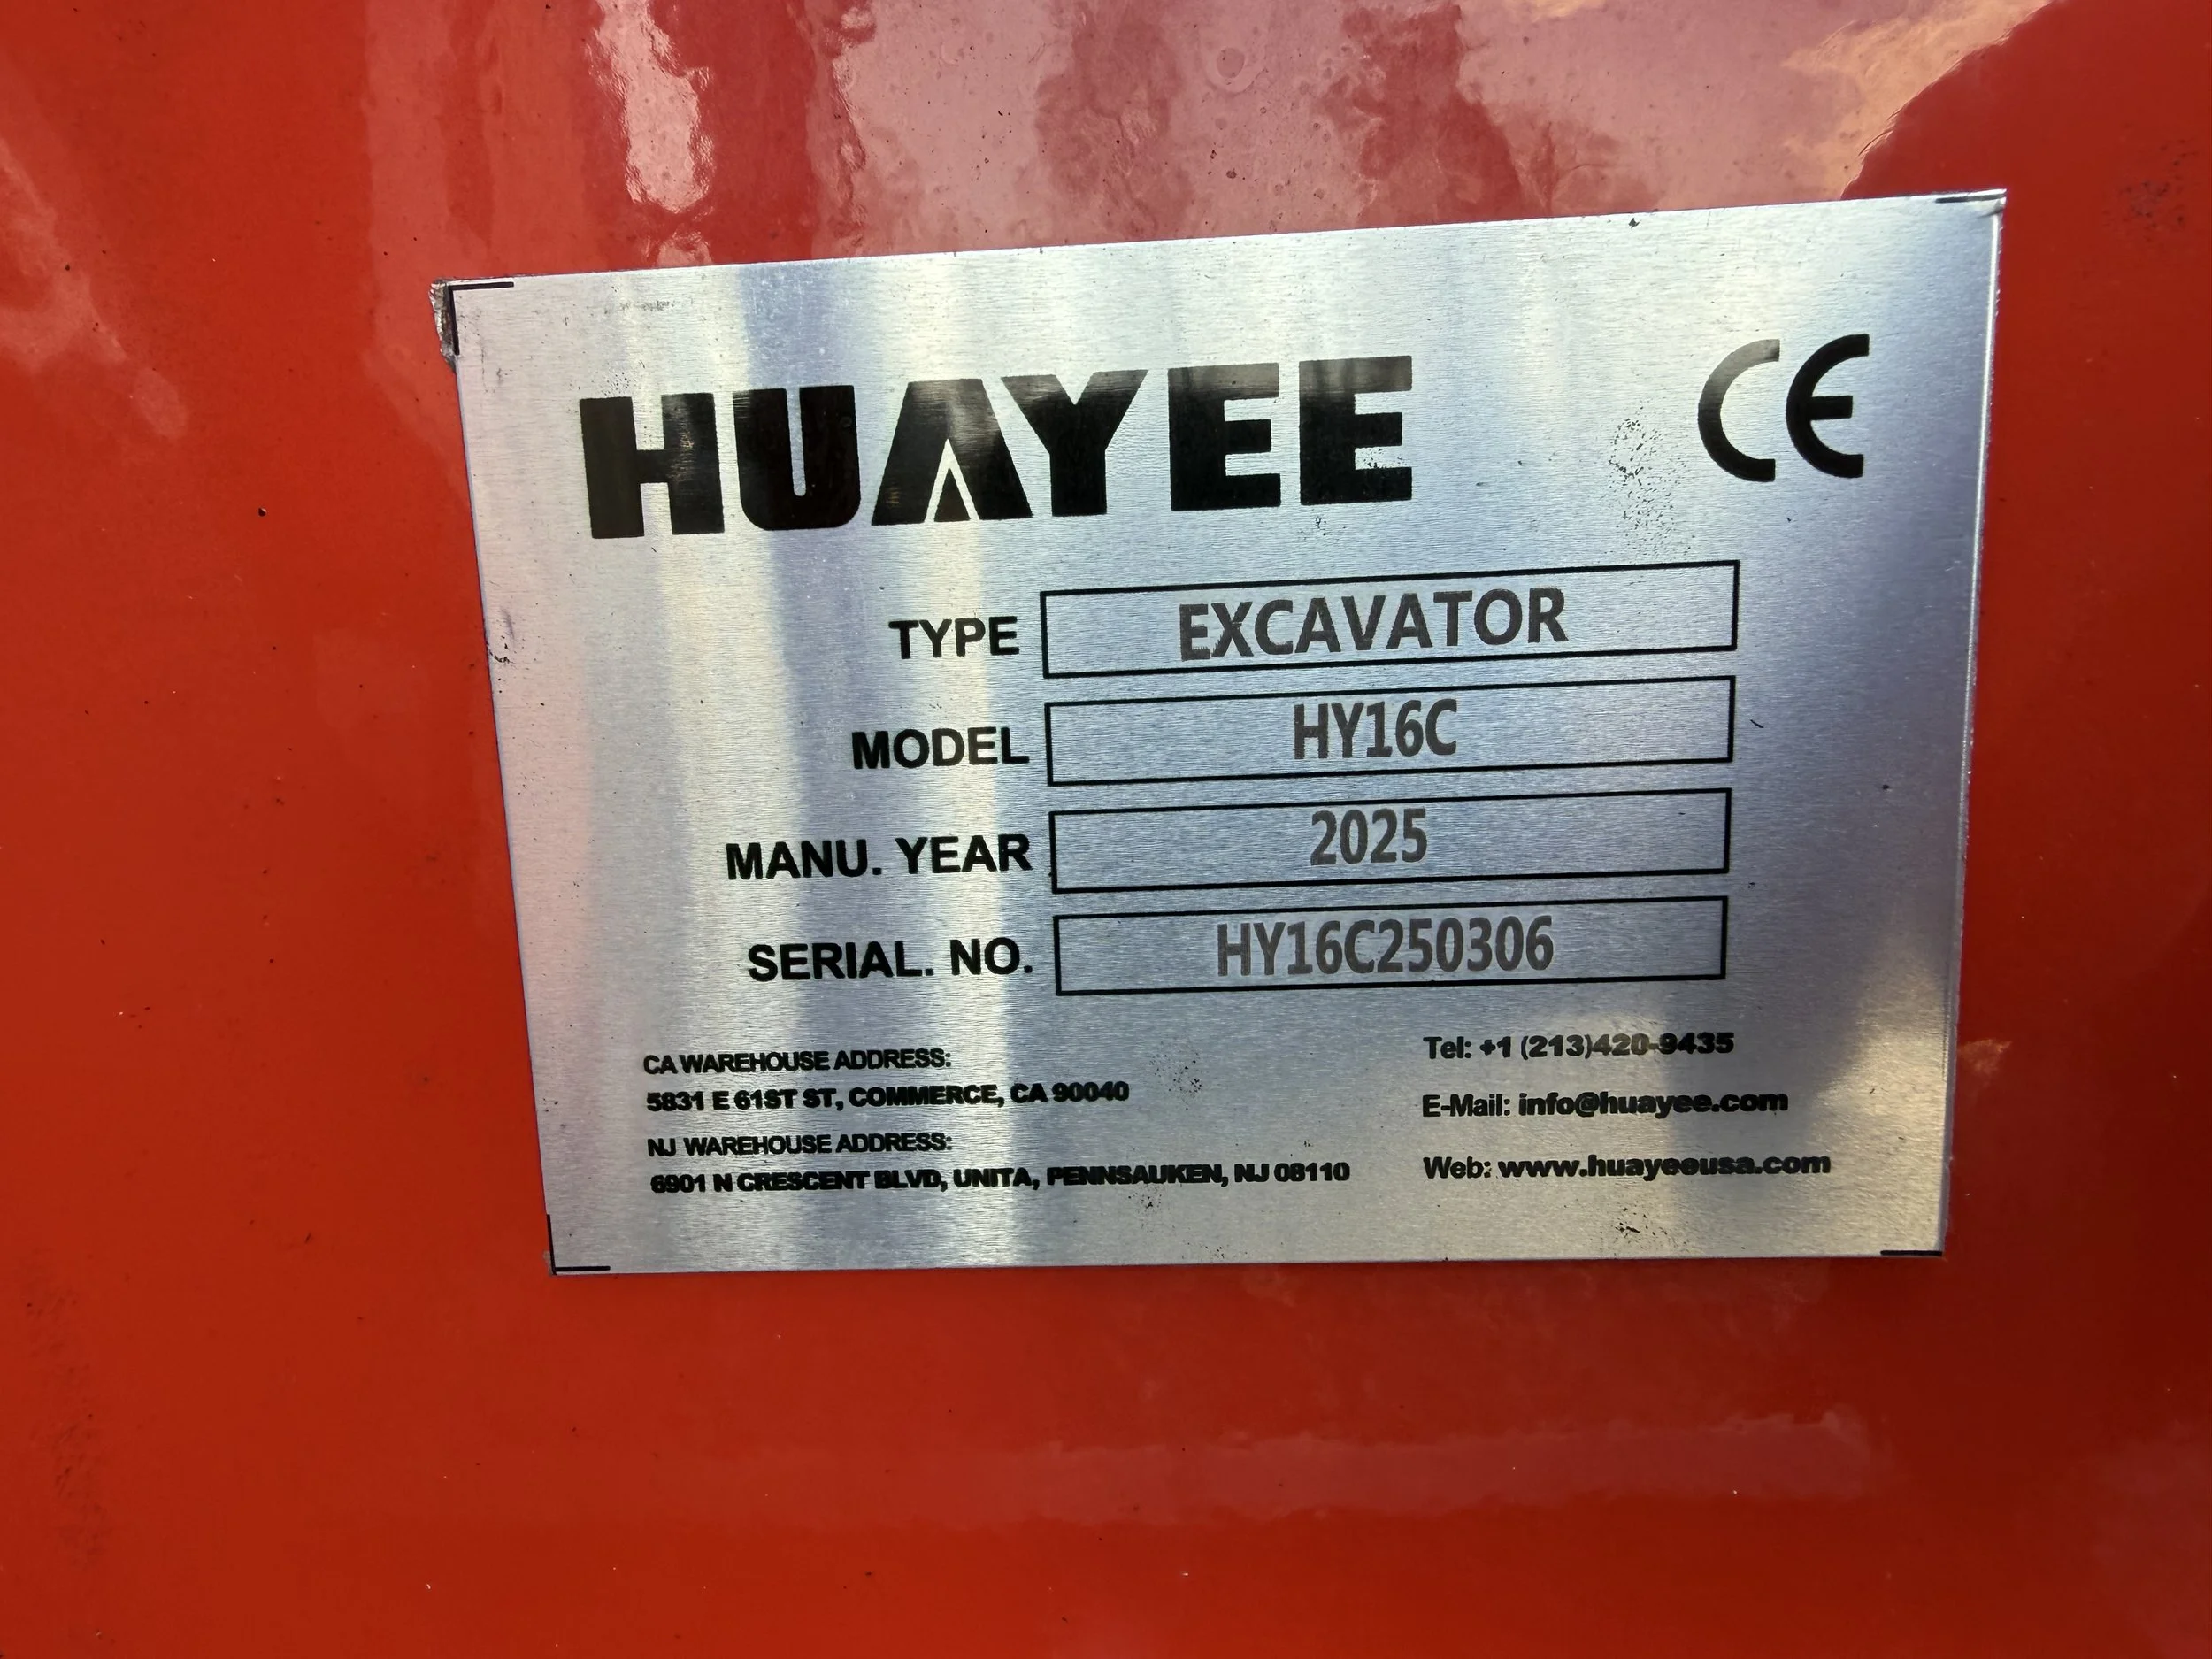 HUAYEE CE
TYPE EXCAVATOR
MODEL HY16C
MANU. YEAR 2025
SERIAL. NO. HY16C250306
CA WAREHOUSE ADDRESS:
5831 E 61ST ST, COMMERCE, CA 90040
NJ WAREHOUSE ADDRESS:
6901 N CRESCENT BLVD, UNITA, PENNSAUKEN, NJ 08110
Tel: +1 (213)420-9435
E-Mail: info@huayee.com
Web: www.huayeeusa.com